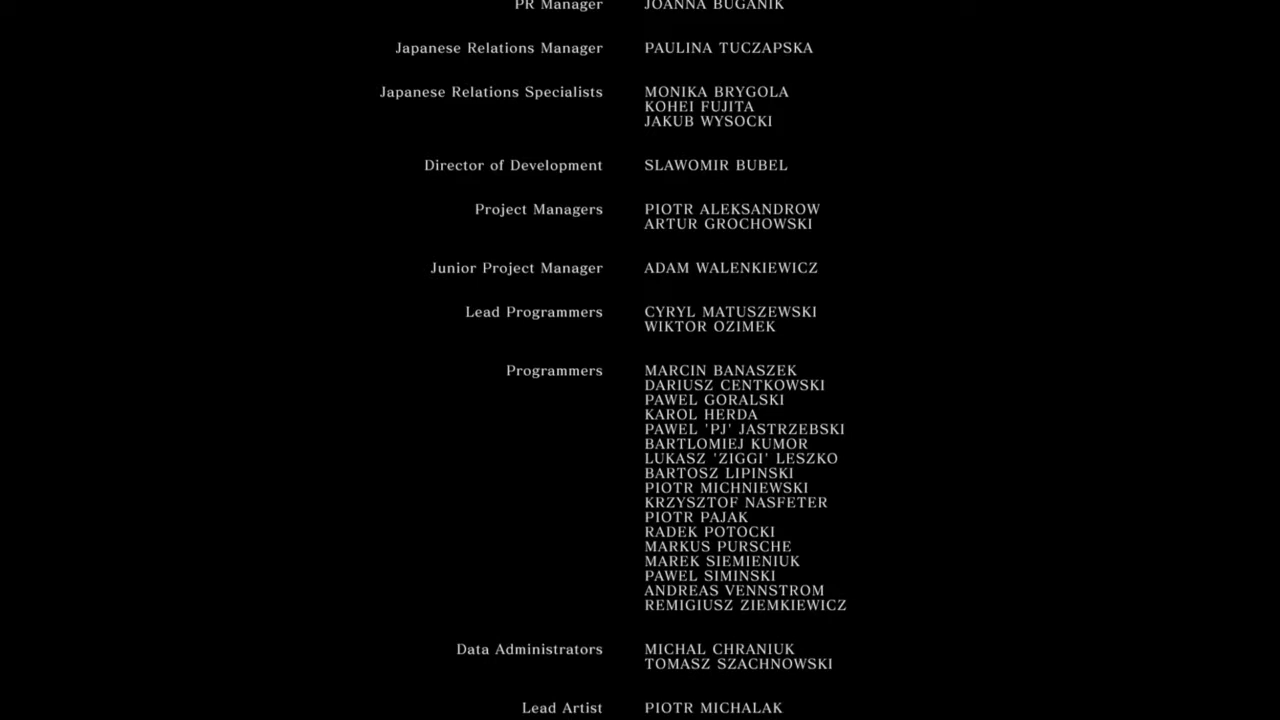 PR Manager JOANNA BUGANIK
Japanese Relations Manager PAULINA TUCZAPSKA
Japanese Relations Specialists MONIKA BRYGOLA
KOHEI FUJITA
JAKUB WYSOCKI
Director of Development SLAWOMIR BUBEL
Project Managers PIOTR ALEKSANDROW
ARTUR GROCHOWSKI
Junior Project Manager ADAM WALENKIEWICZ
Lead Programmers CYRYL MATUSZEWSKI
WIKTOR OZIMEK
Programmers MARCIN BANASZEK
DARIUSZ CENTKOWSKI
PAWEL GORALSKI
KAROL HERDA
PAWEL 'PJ' JASTRZEBSKI
BARTLOMIEJ KUMOR
LUKASZ 'ZIGGI' LESZKO
BARTOSZ LIPINSKI
PIOTR MICHNIEWSKI
KRZYSZTOF NASFETER
PIOTR PAJAK
RADEK POTOCKI
MARKUS PURSCHE
MAREK SIEMIENIUK
PAWEL SIMINSKI
ANDREAS VENNSTROM
REMIGIUSZ ZIEMKIEWICZ
Data Administrators MICHAL CHRANIUK
TOMASZ SZACHNOWSKI
Lead Artist PIOTR MICHALAK